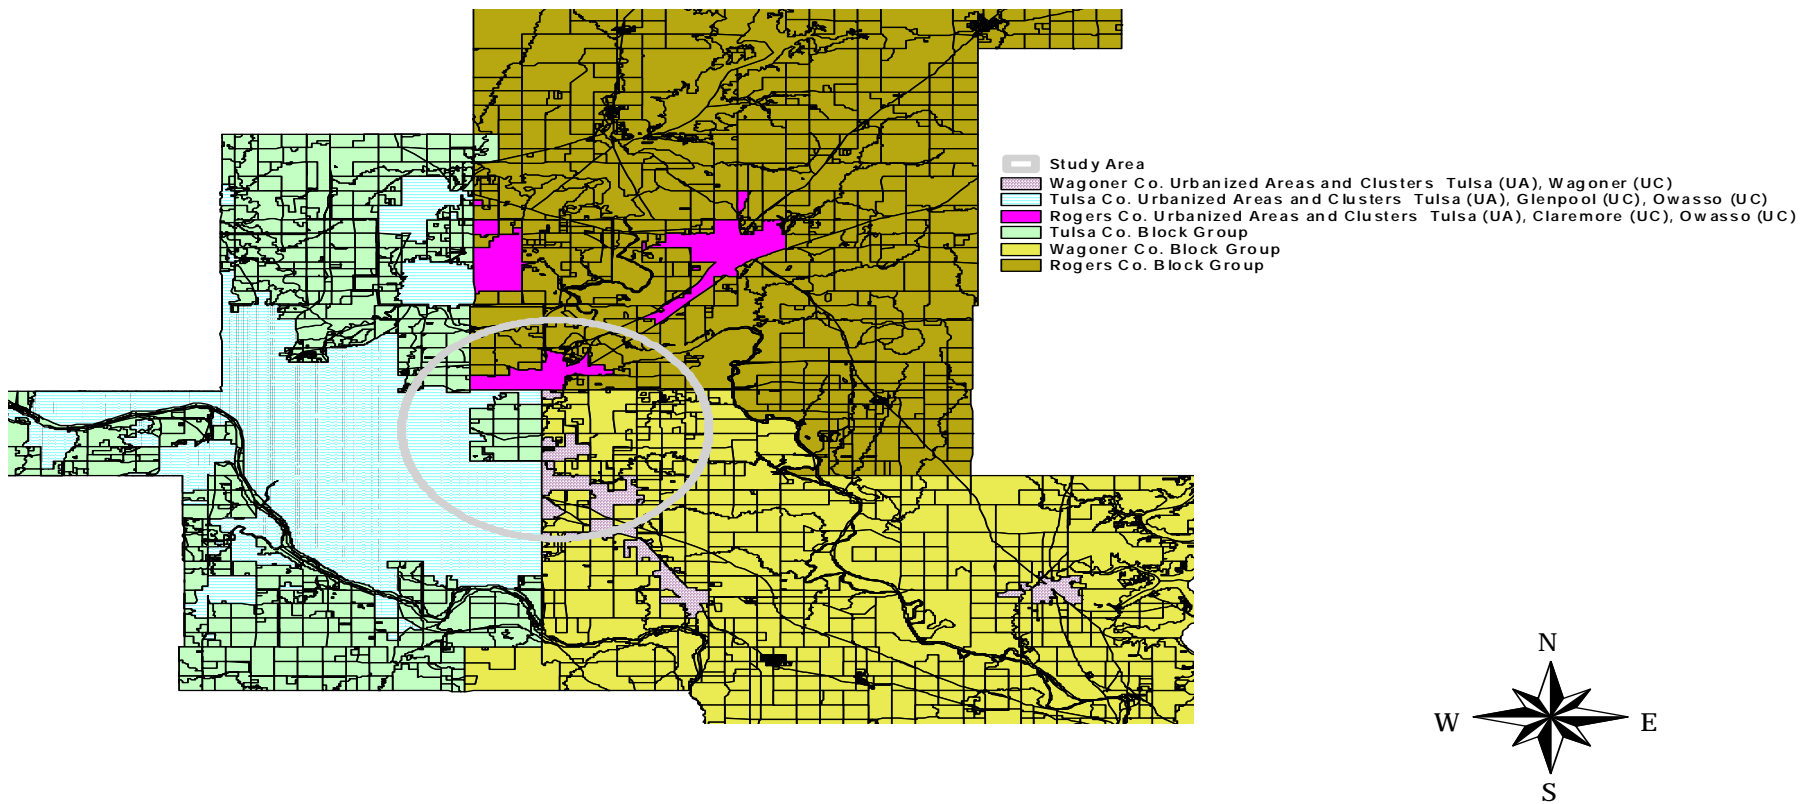 Study Area
Wagoner Co. Urbanized Areas and Clusters Tulsa (UA), Wagoner (UC)
Tulsa Co. Urbanized Areas and Clusters Tulsa (UA), Glenpool (UC), Owasso (UC)
Rogers Co. Urbanized Areas and Clusters Tulsa (UA), Claremore (UC), Owasso (UC)
Tulsa Co. Block Group
Wagoner Co. Block Group
Rogers Co. Block Group
N
W E
S